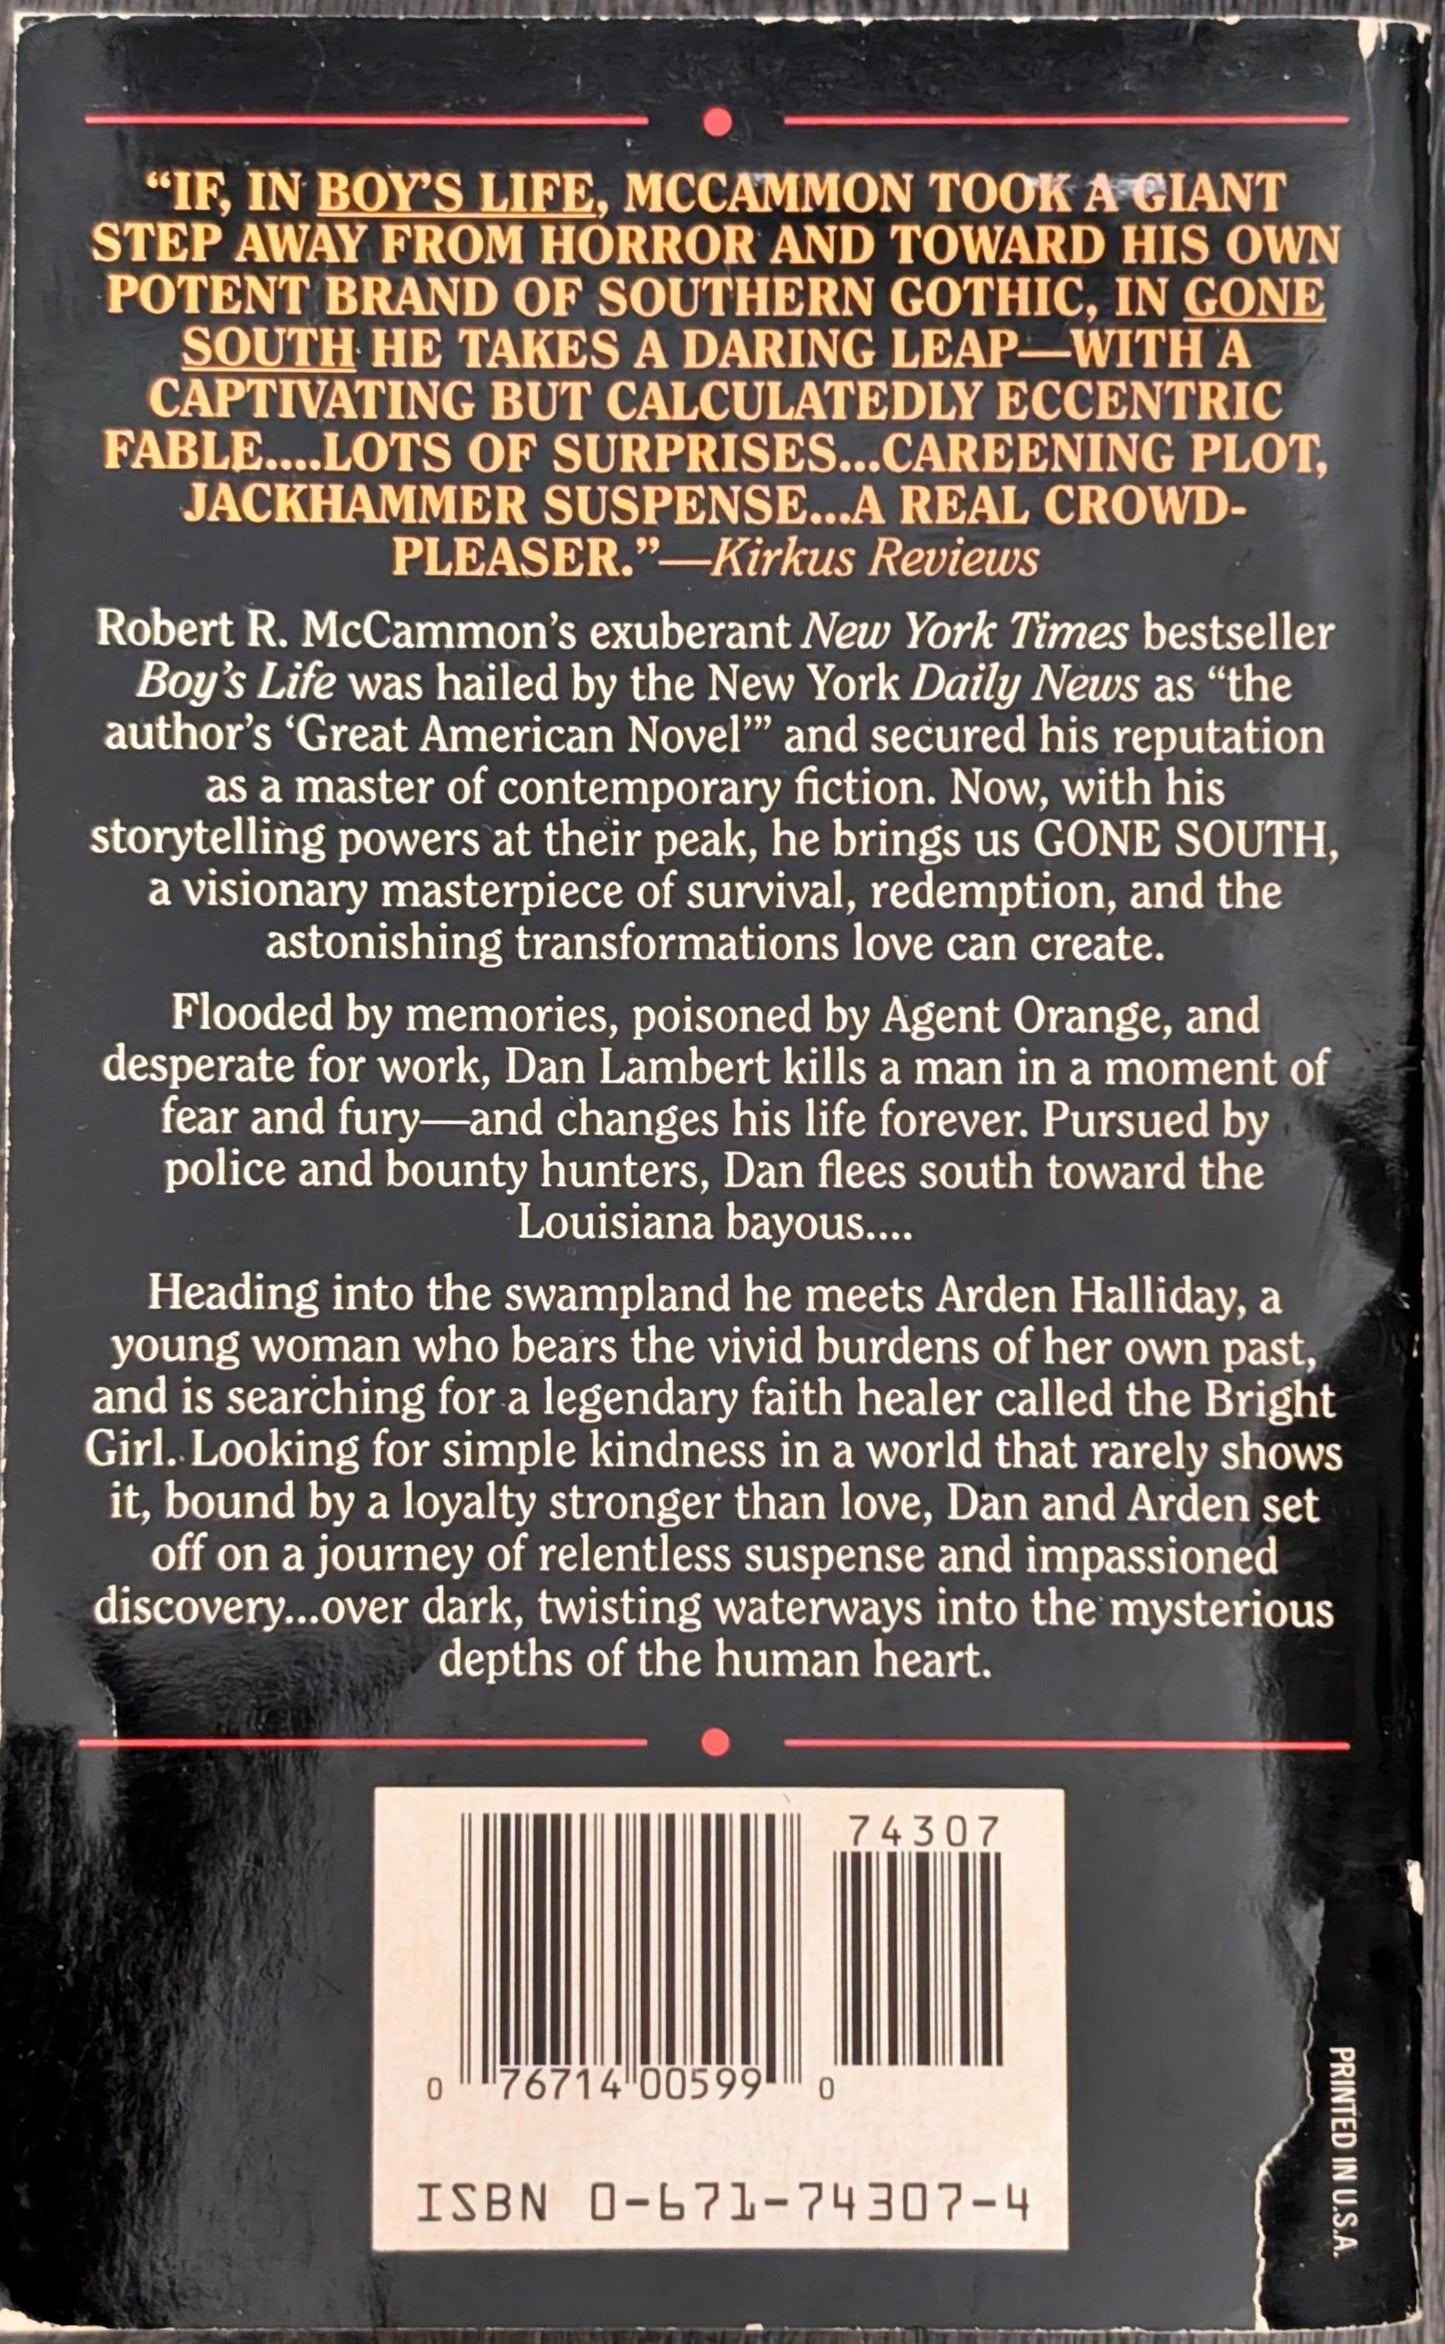 “IF, IN BOY’S LIFE, MCCAMMON TOOK A GIANT
STEP AWAY FROM HORROR AND TOWARD HIS OWN
POTENT BRAND OF SOUTHERN GOTHIC, IN GONE
SOUTH HE TAKES A DARING LEAP—WITH A
CAPTIVATING BUT CALCULATEDLY ECCENTRIC
FABLE....LOTS OF SURPRISES...CAREENING PLOT,
JACKHAMMER SUSPENSE...A REAL CROWD-
PLEASER.”—Kirkus Reviews
Robert R. McCammon’s exuberant New York Times bestseller
Boy’s Life was hailed by the New York Daily News as “the
author’s ‘Great American Novel’” and secured his reputation
as a master of contemporary fiction. Now, with his
storytelling powers at their peak, he brings us GONE SOUTH,
a visionary masterpiece of survival, redemption, and the
astonishing transformations love can create.
Flooded by memories, poisoned by Agent Orange, and
desperate for work, Dan Lambert kills a man in a moment of
fear and fury—and changes his life forever. Pursued by
police and bounty hunters, Dan flees south toward the
Louisiana bayous....
Heading into the swampland he meets Arden Halliday, a
young woman who bears the vivid burdens of her own past,
and is searching for a legendary faith healer called the Bright
Girl. Looking for simple kindness in a world that rarely shows
it, bound by a loyalty stronger than love, Dan and Arden set
off on a journey of relentless suspense and impassioned
discovery...over dark, twisting waterways into the mysterious
depths of the human heart.
74307
0 76714 00599 0
ISBN 0-671-74307-4
PRINTED IN U.S.A.